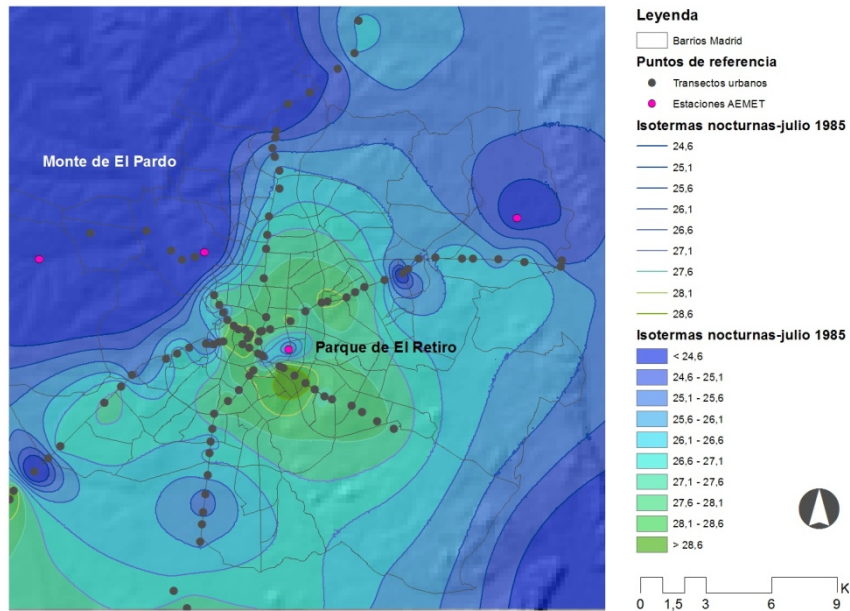 Monte de El Pardo
Parque de El Retiro
Leyenda
Barrios Madrid
Puntos de referencia
Transectos urbanos
Estaciones AEMET
Isotermas nocturnas-julio 1985
24,6
25,1
25,6
26,1
26,6
27,1
27,6
28,1
28,6
Isotermas nocturnas-julio 1985
< 24,6
24,6 - 25,1
25,1 - 25,6
25,6 - 26,1
26,1 - 26,6
26,6 - 27,1
27,1 - 27,6
27,6 - 28,1
28,1 - 28,6
> 28,6
K
0 1,5 3 6 9